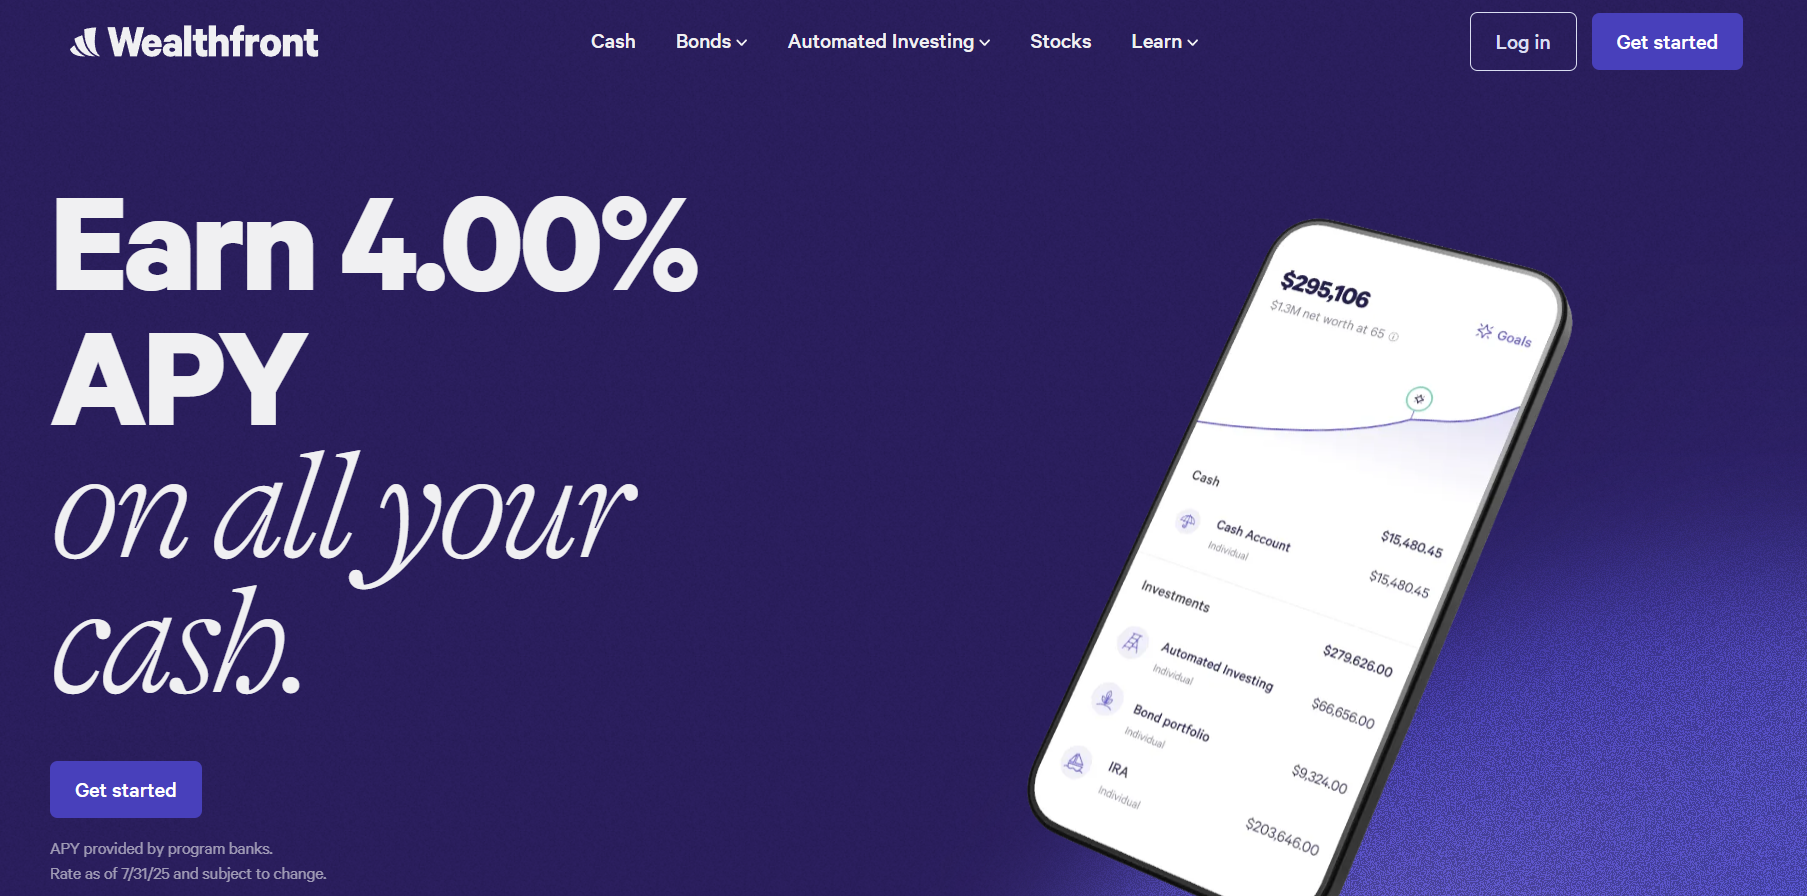 Wealthfront
Cash
Bonds
Automated Investing
Stocks
Learn
Log in
Get started
Earn 4.00%
APY
on all your
cash.
Get started
APY provided by program banks.
Rate as of 7/31/25 and subject to change.
$295,106
$1.3M net worth at 65
Goals
Cash
Cash Account
$15,480.45
Individual
$15,480.45
Investments
$279,626.00
Automated Investing
Individual
$66,656.00
Bond portfolio
Individual
$9,324.00
IRA
Individual
$203,646.00